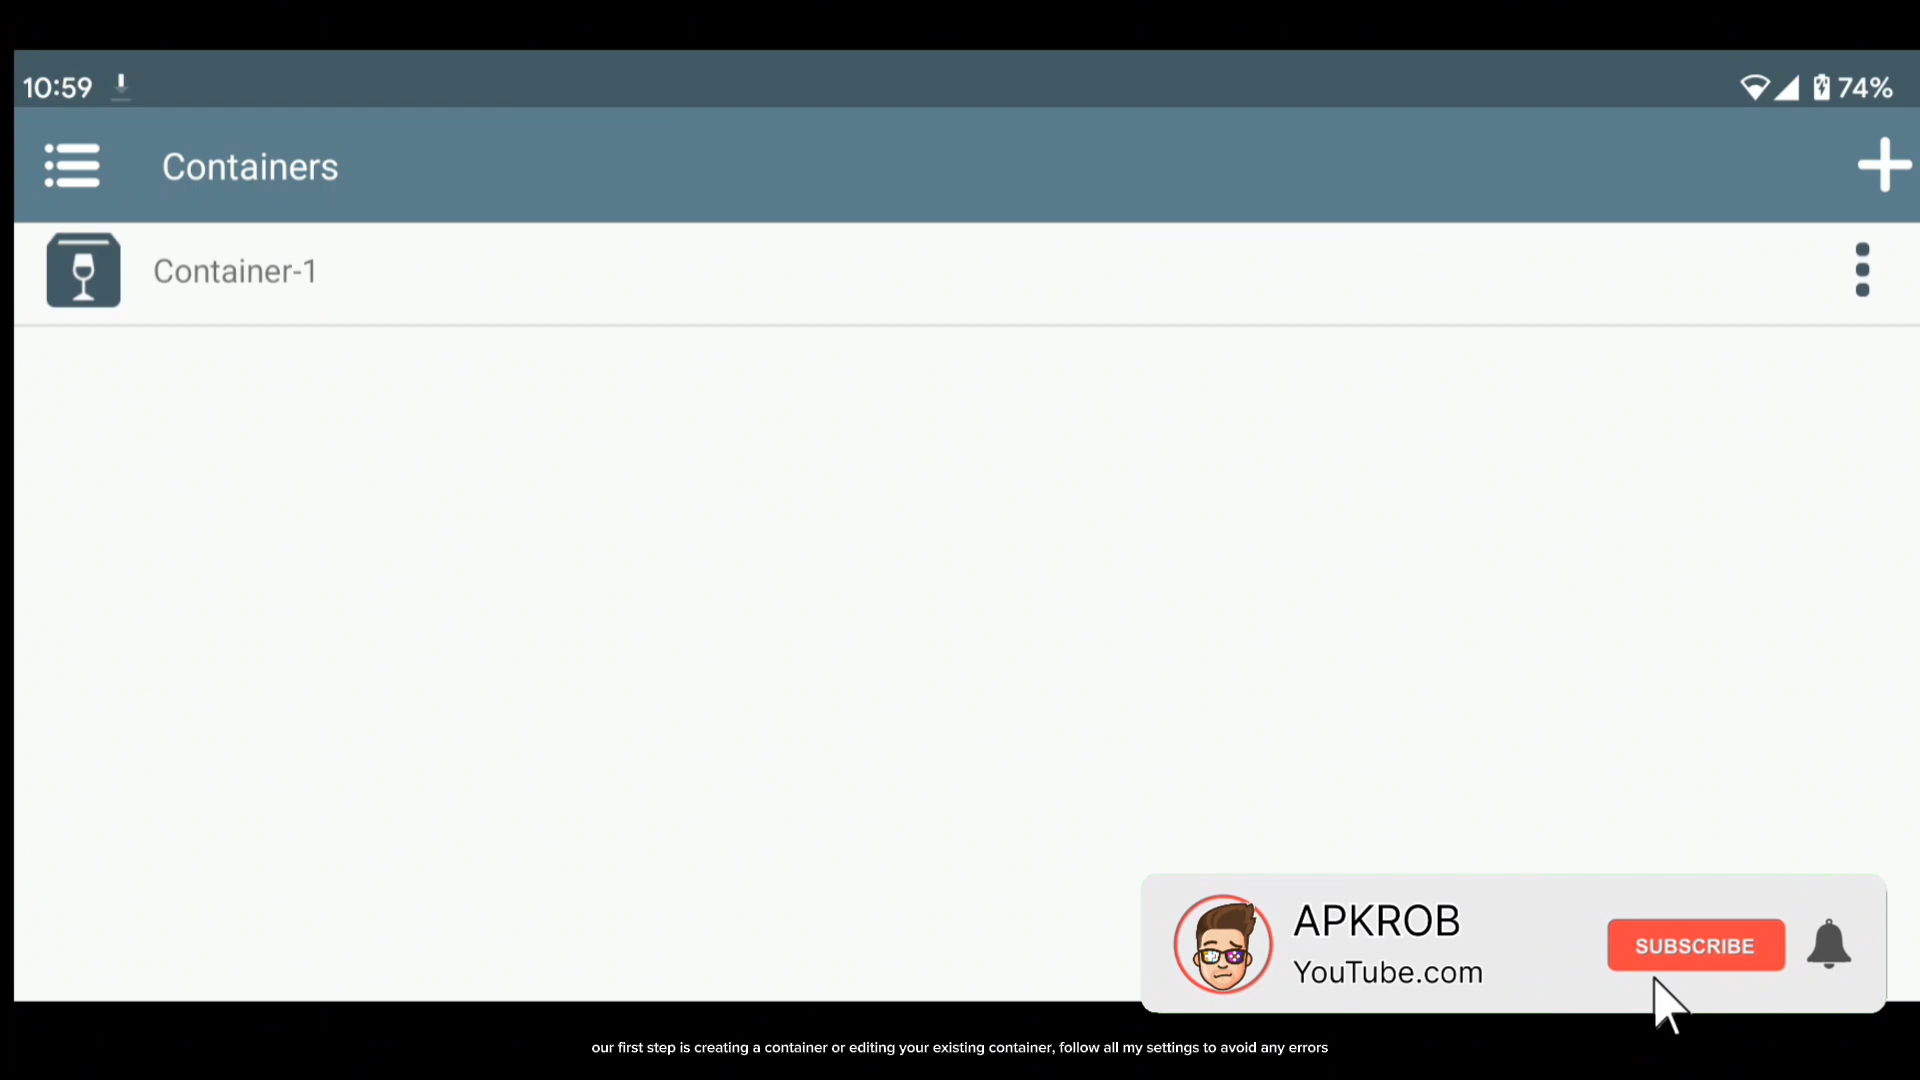 10:59
74%
Containers
Container-1
APKROB
YouTube.com
SUBSCRIBE
our first step is creating a container or editing your existing container, follow all my settings to avoid any errors